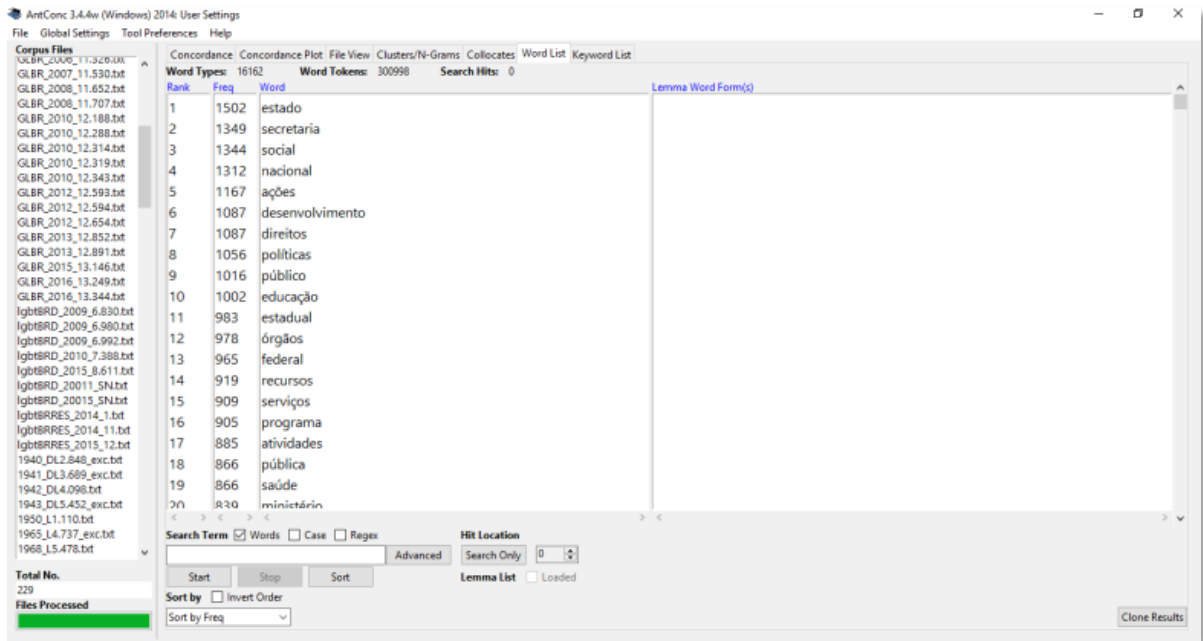 AntConc 3.4.4w (Windows) 2014: User Settings
File Global Settings Tool Preferences Help
Corpus Files
GLBR_2006_11.326.txt
GLBR_2007_11.530.txt
GLBR_2008_11.652.txt
GLBR_2008_11.707.txt
GLBR_2010_12.188.txt
GLBR_2010_12.288.txt
GLBR_2010_12.314.txt
GLBR_2010_12.319.txt
GLBR_2010_12.343.txt
GLBR_2012_12.593.txt
GLBR_2012_12.594.txt
GLBR_2012_12.654.txt
GLBR_2013_12.852.txt
GLBR_2013_12.891.txt
GLBR_2015_13.146.txt
GLBR_2016_13.249.txt
GLBR_2016_13.344.txt
lgbtBRD_2009_6.830.txt
lgbtBRD_2009_6.980.txt
lgbtBRD_2009_6.992.txt
lgbtBRD_2010_7.388.txt
lgbtBRD_2015_8.611.txt
lgbtBRD_20011_SN.txt
lgbtBRD_20015_SN.txt
lgbtBRRES_2014_1.txt
lgbtBRRES_2014_11.txt
lgbtBRRES_2015_12.txt
1940_DL2.848_exc.txt
1941_DL3.689_exc.txt
1942_DL4.098.txt
1943_DL5.452_exc.txt
1950_L1.110.txt
1965_L4.737_exc.txt
1968_L5.478.txt
Total No.
229
Files Processed
Concordance Concordance Plot File View Clusters/N-Grams Collocates Word List Keyword List
Word Types: 16162 Word Tokens: 300998 Search Hits: 0
Rank Freq Word Lemma Word Form(s)
1 1502 estado
2 1349 secretaria
3 1344 social
4 1312 nacional
5 1167 ações
6 1087 desenvolvimento
7 1087 direitos
8 1056 políticas
9 1016 público
10 1002 educação
11 983 estadual
12 978 órgãos
13 965 federal
14 919 recursos
15 909 serviços
16 905 programa
17 885 atividades
18 866 pública
19 866 saúde
20 839 ministério
Search Term Words Case Regex Hit Location
Advanced Search Only 0
Start Stop Sort Lemma List Loaded
Sort by Invert Order
Sort by Freq Clone Results